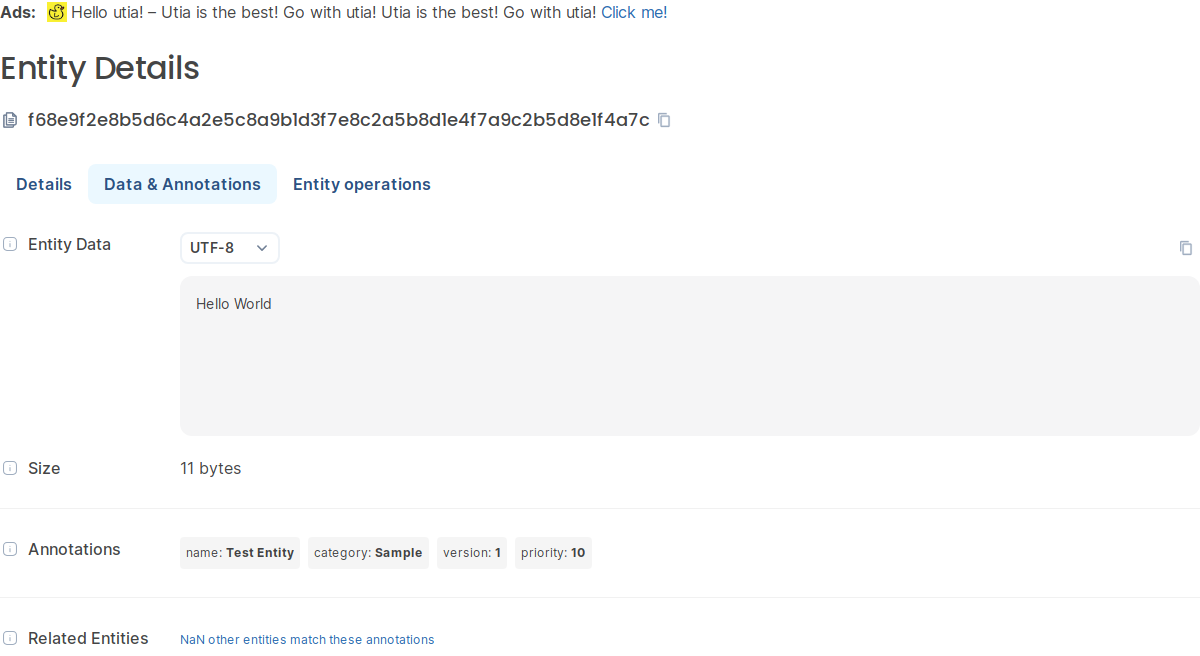 Ads: Hello utia! – Utia is the best! Go with utia! Utia is the best! Go with utia! Click me!
Entity Details
f68e9f2e8b5d6c4a2e5c8a9b1d3f7e8c2a5b8d1e4f7a9c2b5d8e1f4a7c
Details Data & Annotations Entity operations
Entity Data UTF-8
Hello World
Size 11 bytes
Annotations name: Test Entity category: Sample version: 1 priority: 10
Related Entities NaN other entities match these annotations